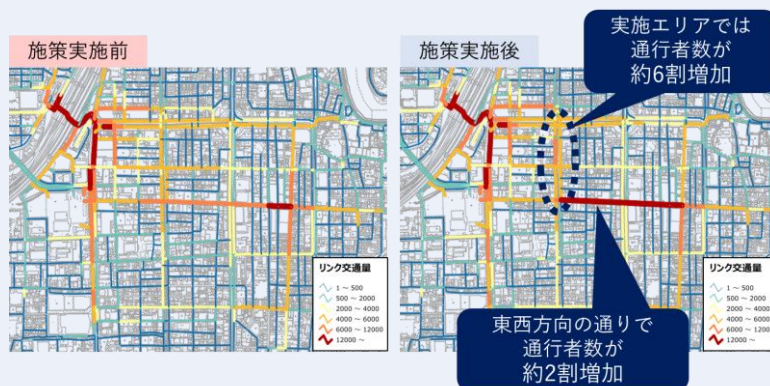 施策実施前
施策実施後
実施エリアでは
通行者数が
約6割増加
リンク交通量
1 ～ 500
500 ～ 2000
2000 ～ 4000
4000 ～ 6000
6000 ～ 12000
12000 ～
リンク交通量
1 ～ 500
500 ～ 2000
2000 ～ 4000
4000 ～ 6000
6000 ～ 12000
12000 ～
東西方向の通りで
通行者数が
約2割増加